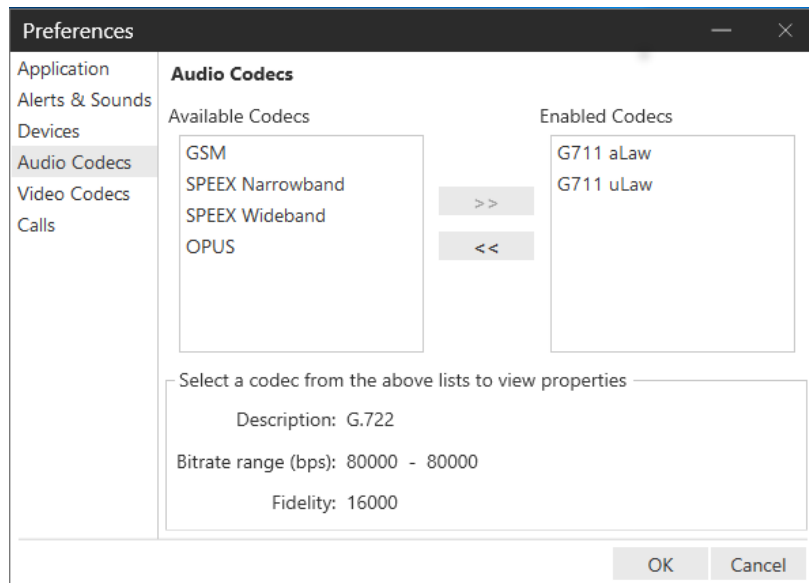 Preferences
Application
Alerts & Sounds
Devices
Audio Codecs
Video Codecs
Calls
Audio Codecs
Available Codecs
GSM
SPEEX Narrowband
SPEEX Wideband
OPUS
>>
<<
Enabled Codecs
G711 aLaw
G711 uLaw
Select a codec from the above lists to view properties
Description: G.722
Bitrate range (bps): 80000 - 80000
Fidelity: 16000
OK Cancel